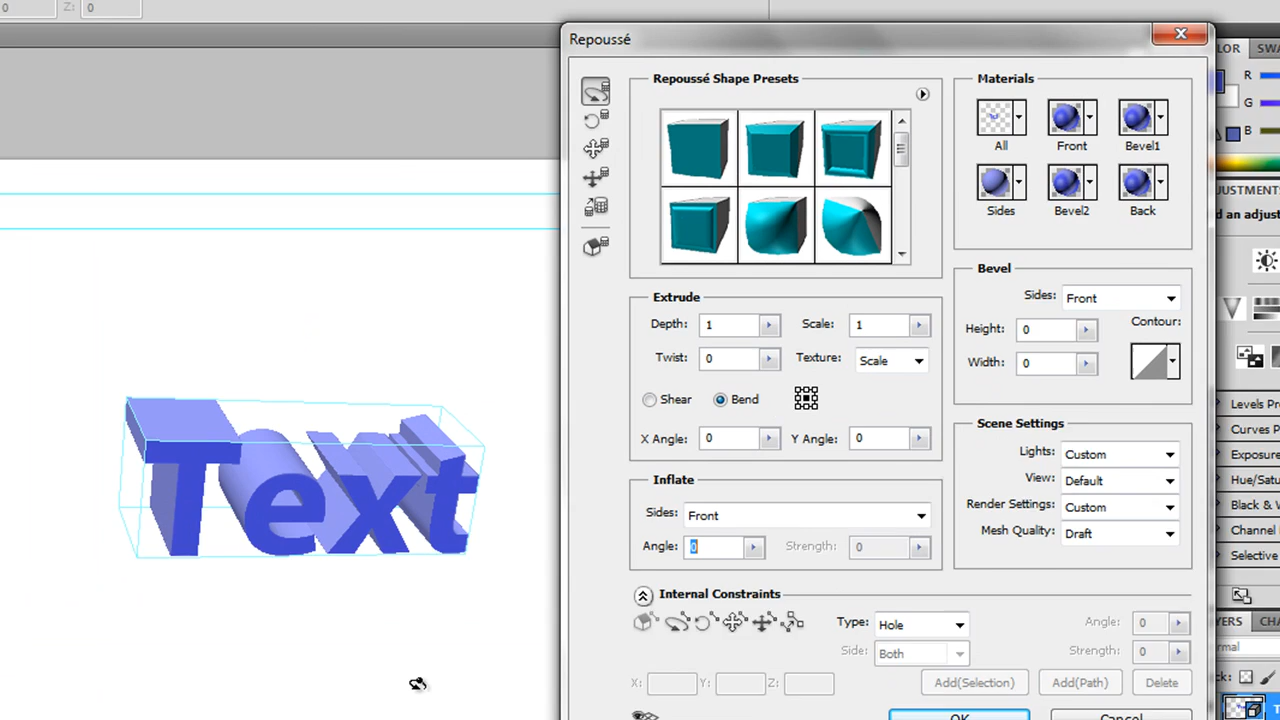 0 Z: 0
Repoussé
Repoussé Shape Presets
Materials
All Front Bevel1
Sides Bevel2 Back
Extrude
Depth: 1 Scale: 1
Twist: 0 Texture: Scale
Shear Bend
X Angle: 0 Y Angle: 0
Inflate
Sides: Front
Angle: 0 Strength: 0
Bevel
Sides: Front
Height: 0 Contour:
Width: 0
Scene Settings
Lights: Custom
View: Default
Render Settings: Custom
Mesh Quality: Draft
Internal Constraints
Type: Hole Angle: 0
Side: Both Strength: 0
X: Y: Z: Add(Selection) Add(Path) Delete
OK Cancel
Text
R
G
B
Levels
Curves
Hue/Satu
Black &
Channel
Selective